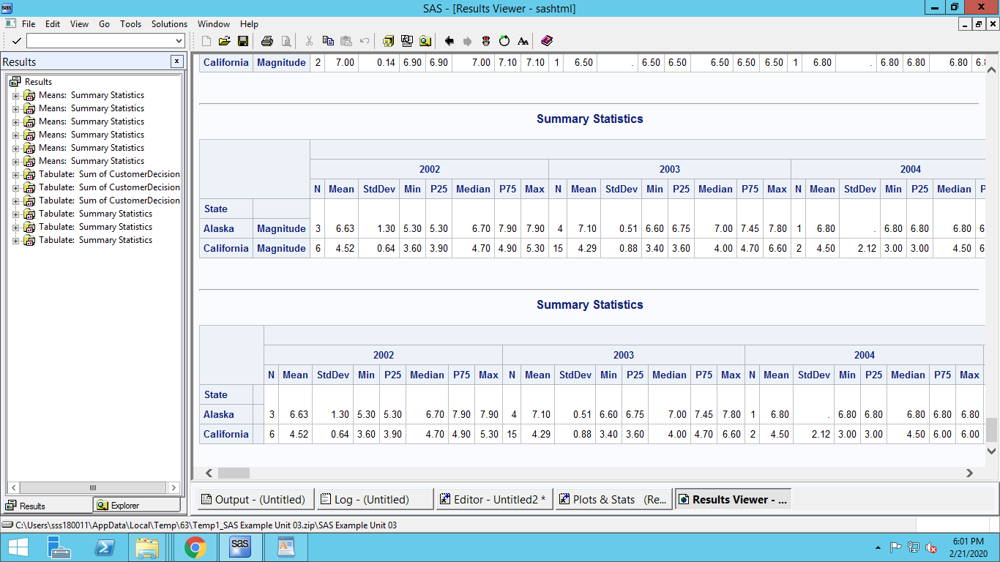 SAS - [Results Viewer - sashtml]
File Edit View Go Tools Solutions Window Help
Results
Results
Means: Summary Statistics
Means: Summary Statistics
Means: Summary Statistics
Means: Summary Statistics
Means: Summary Statistics
Means: Summary Statistics
Tabulate: Sum of CustomerDecision
Tabulate: Sum of CustomerDecision
Tabulate: Sum of CustomerDecision
Tabulate: Summary Statistics
Tabulate: Summary Statistics
Tabulate: Summary Statistics
Results Explorer
California Magnitude 2 7.00 0.14 6.90 6.90 7.00 7.10 7.10 1 6.50 . 6.50 6.50 6.50 6.50 6.50 1 6.80 . 6.80 6.80 6.80
Summary Statistics
2002 2003 2004
N Mean StdDev Min P25 Median P75 Max N Mean StdDev Min P25 Median P75 Max N Mean StdDev Min P25 Median
State
Alaska Magnitude 3 6.63 1.30 5.30 5.30 6.70 7.90 7.90 4 7.10 0.51 6.60 6.75 7.00 7.45 7.80 1 6.80 . 6.80 6.80 6.80
California Magnitude 6 4.52 0.64 3.60 3.90 4.70 4.90 5.30 15 4.29 0.88 3.40 3.60 4.00 4.70 6.60 2 4.50 2.12 3.00 3.00 4.50
Summary Statistics
2002 2003 2004
N Mean StdDev Min P25 Median P75 Max N Mean StdDev Min P25 Median P75 Max N Mean StdDev Min P25 Median P75 Max
State
Alaska 3 6.63 1.30 5.30 5.30 6.70 7.90 7.90 4 7.10 0.51 6.60 6.75 7.00 7.45 7.80 1 6.80 . 6.80 6.80 6.80 6.80 6.80
California 6 4.52 0.64 3.60 3.90 4.70 4.90 5.30 15 4.29 0.88 3.40 3.60 4.00 4.70 6.60 2 4.50 2.12 3.00 3.00 4.50 6.00 6.00
Output - (Untitled) Log - (Untitled) Editor - Untitled2 * Plots & Stats (Re... Results Viewer - ...
C:\Users\sss180011\AppData\Local\Temp\63\Temp1_SAS Example Unit 03.zip\SAS Example Unit 03
sas
6:01 PM
2/21/2020